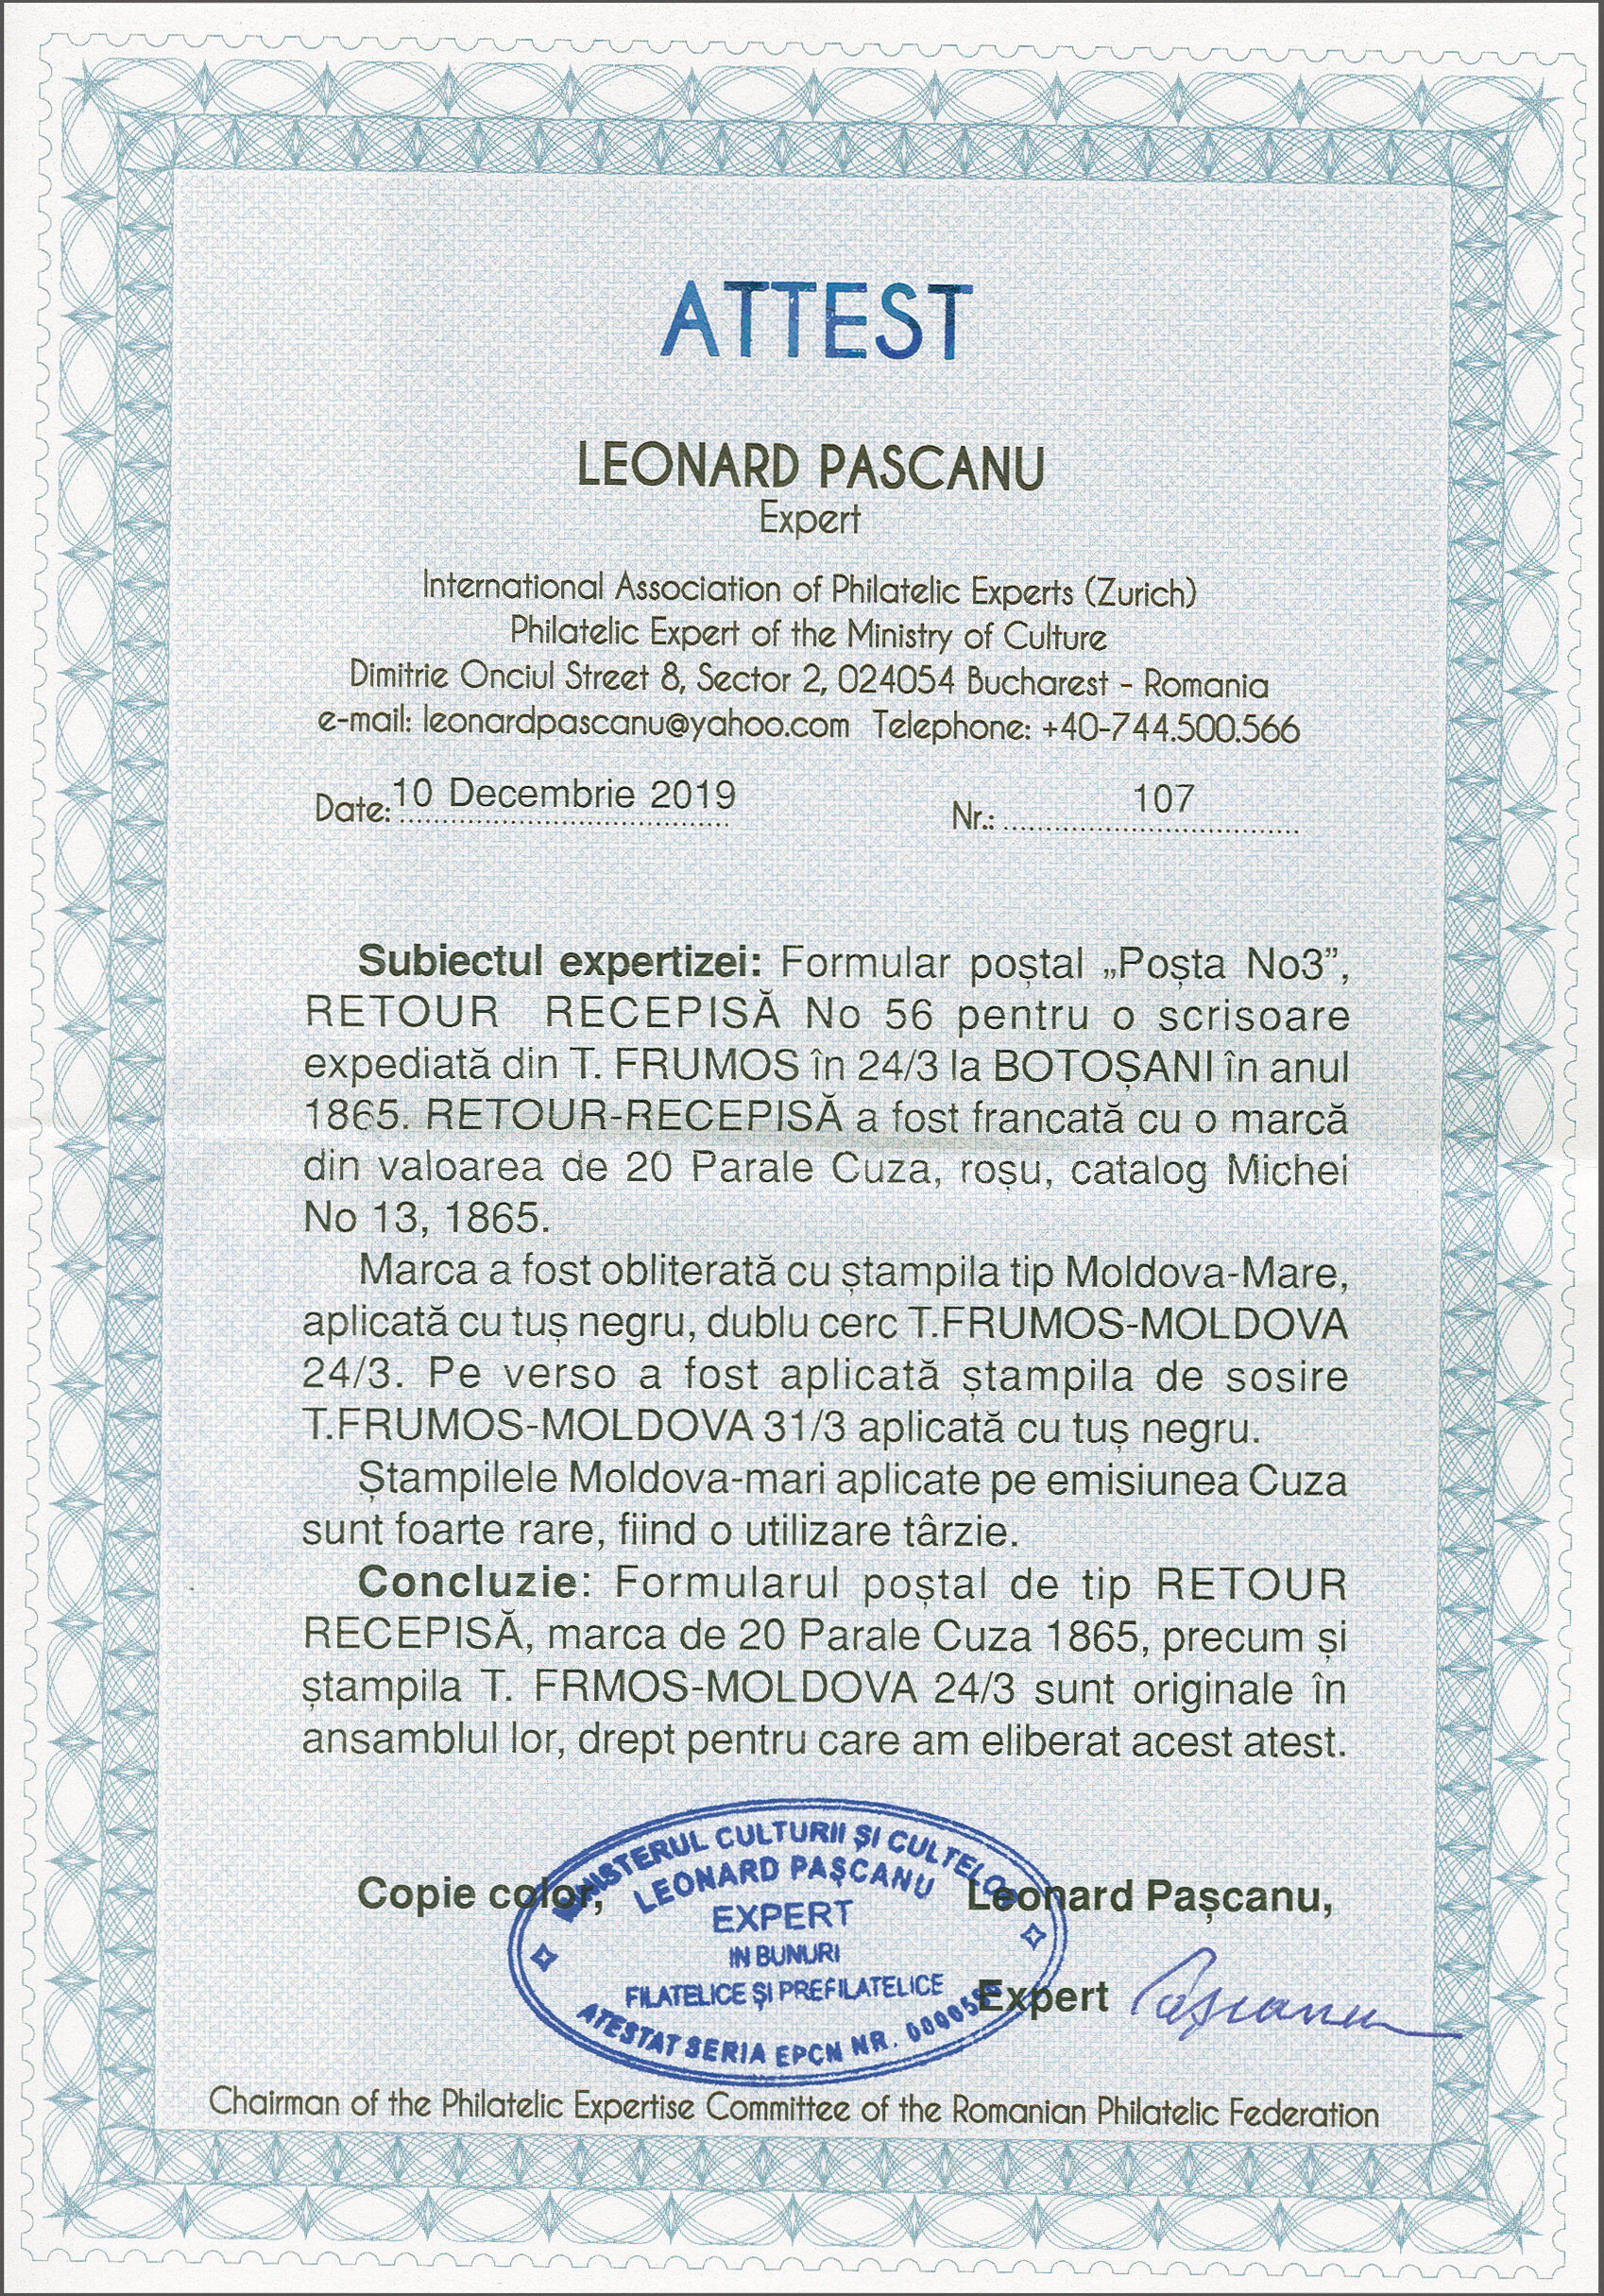 ATTEST
LEONARD PASCANU
Expert
International Association of Philatelic Experts (Zurich)
Philatelic Expert of the Ministry of Culture
Dimitrie Onciul Street 8, Sector 2, 024054 Bucharest - Romania
e-mail: leonardpascanu@yahoo.com Telephone: +40-744.500.566
Date: 10 Decembrie 2019 Nr.: 107
Subiectul expertizei: Formular poștal „Poșta No3”,
RETOUR RECEPISĂ No 56 pentru o scrisoare
expediată din T. FRUMOS în 24/3 la BOTOȘANI în anul
1865. RETOUR-RECEPISĂ a fost francată cu o marcă
din valoarea de 20 Parale Cuza, roșu, catalog Michei
No 13, 1865.
Marca a fost obliterată cu ștampila tip Moldova-Mare,
aplicată cu tuș negru, dublu cerc T.FRUMOS-MOLDOVA
24/3. Pe verso a fost aplicată ștampila de sosire
T.FRUMOS-MOLDOVA 31/3 aplicată cu tuș negru.
Ștampilele Moldova-mari aplicate pe emisiunea Cuza
sunt foarte rare, fiind o utilizare târzie.
Concluzie: Formularul poștal de tip RETOUR
RECEPISĂ, marca de 20 Parale Cuza 1865, precum și
ștampila T. FRMOS-MOLDOVA 24/3 sunt originale în
ansamblul lor, drept pentru care am eliberat acest atest.
Copie color,
MINISTERUL CULTURII ȘI CULTELOR
LEONARD PAȘCANU
EXPERT
IN BUNURI
FILATELICE ȘI PREFILATELICE
ATESTAT SERIA EPCN NR.
Leonard Pașcanu,
Expert Pașcanu
Chairman of the Philatelic Expertise Committee of the Romanian Philatelic Federation